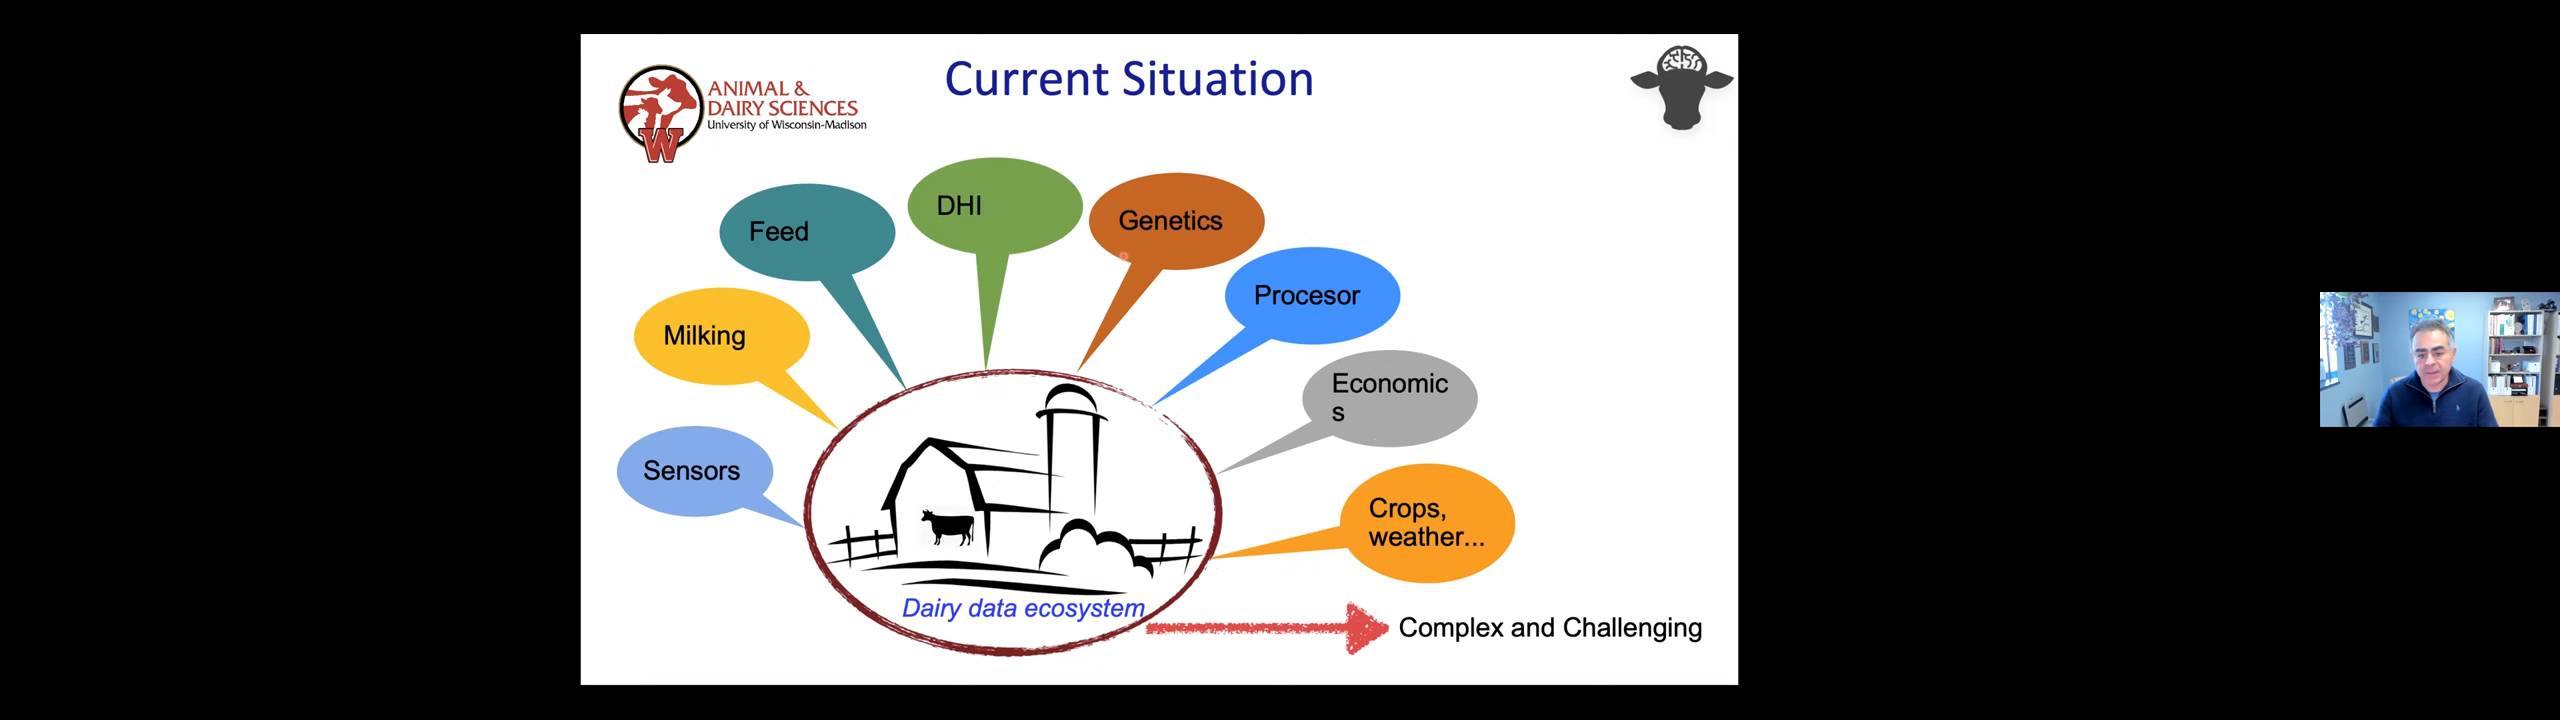 Current Situation
ANIMAL &
DAIRY SCIENCES
University of Wisconsin-Madison
W
DHI
Genetics
Feed
Procesor
Milking
Economic
s
Sensors
Crops,
weather...
Dairy data ecosystem
Complex and Challenging